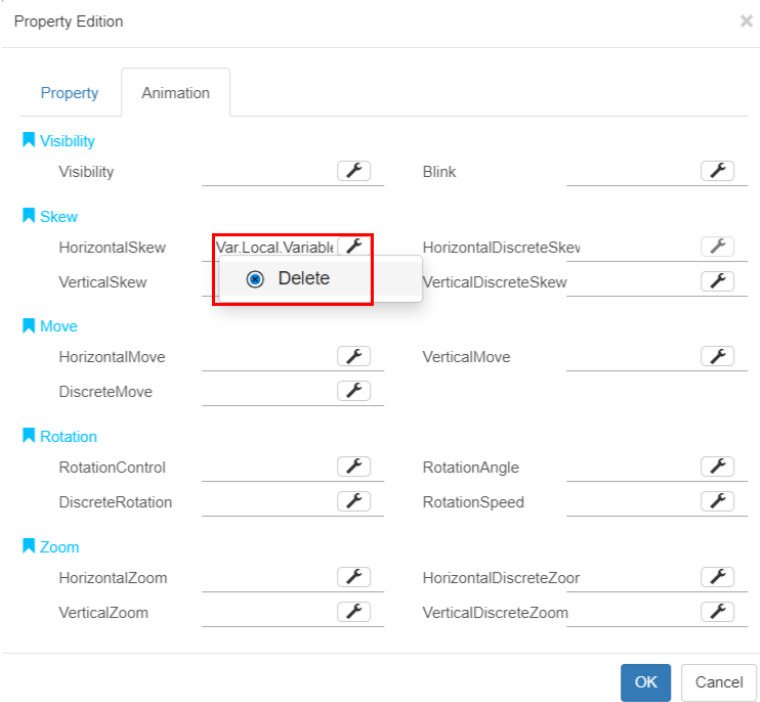 Property Edition
×
Property Animation
Visibility
Visibility Blink
Skew
HorizontalSkew Var.Local.Variable HorizontalDiscreteSkew
Delete
VerticalSkew VerticalDiscreteSkew
Move
HorizontalMove VerticalMove
DiscreteMove
Rotation
RotationControl RotationAngle
DiscreteRotation RotationSpeed
Zoom
HorizontalZoom HorizontalDiscreteZoor
VerticalZoom VerticalDiscreteZoom
OK Cancel